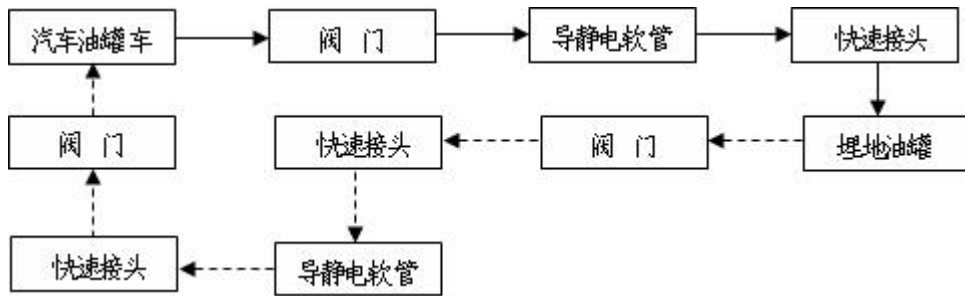 汽车油罐车
阀 门
导静电软管
快速接头
阀 门
快速接头
阀 门
埋地油罐
快速接头
导静电软管